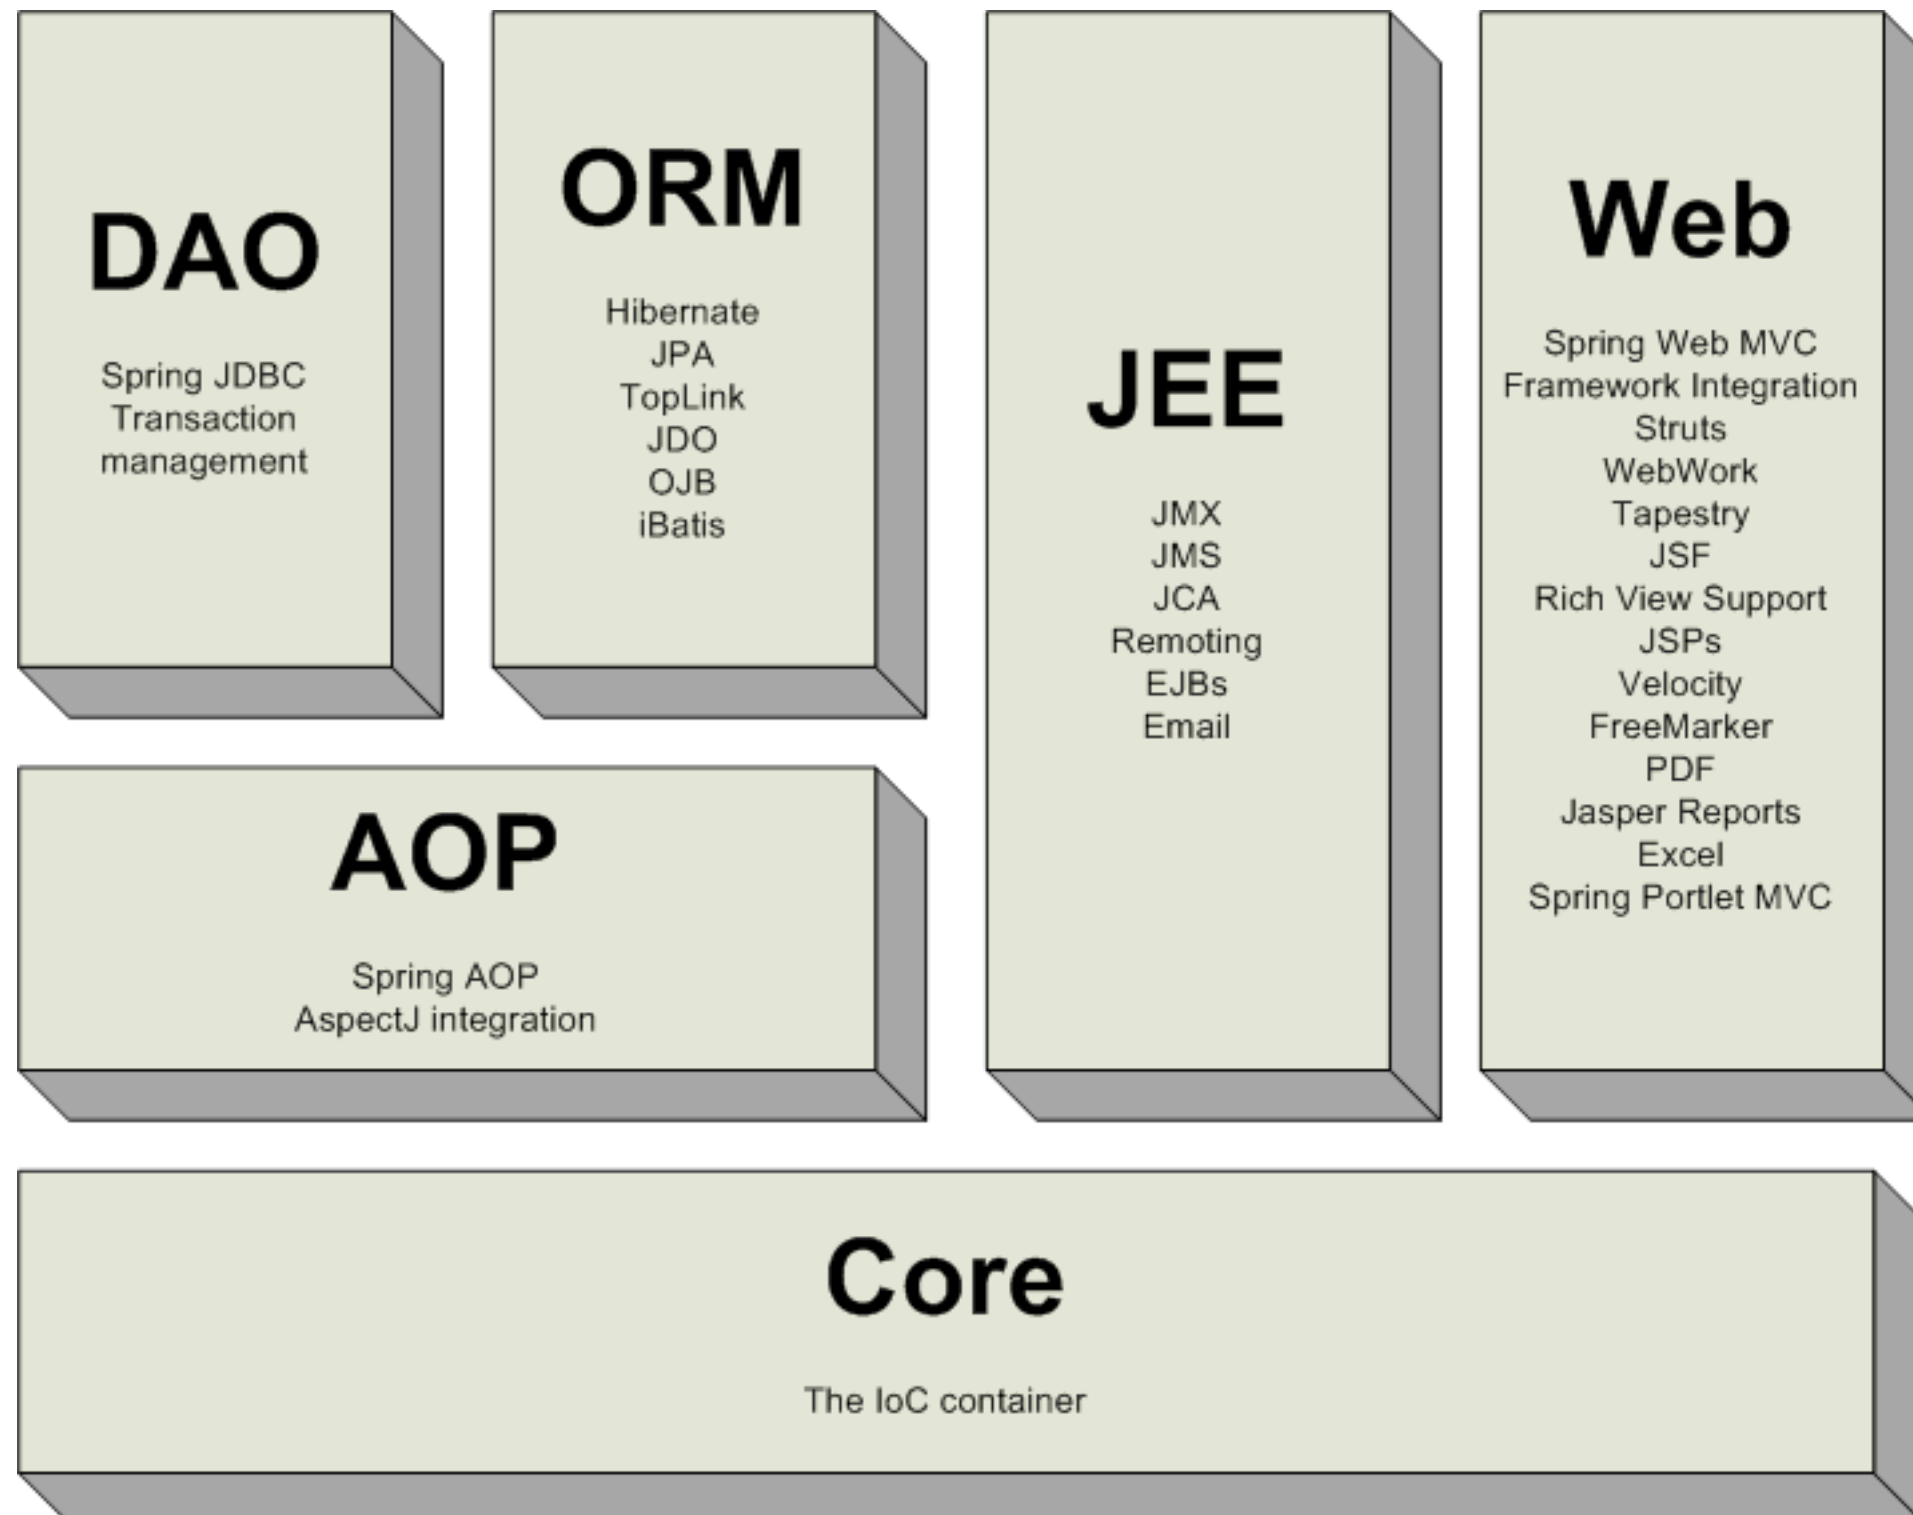 DAO
Spring JDBC
Transaction
management
ORM
Hibernate
JPA
TopLink
JDO
OJB
iBatis
JEE
JMX
JMS
JCA
Remoting
EJBs
Email
Web
Spring Web MVC
Framework Integration
Struts
WebWork
Tapestry
JSF
Rich View Support
JSPs
Velocity
FreeMarker
PDF
Jasper Reports
Excel
Spring Portlet MVC
AOP
Spring AOP
AspectJ integration
Core
The IoC container